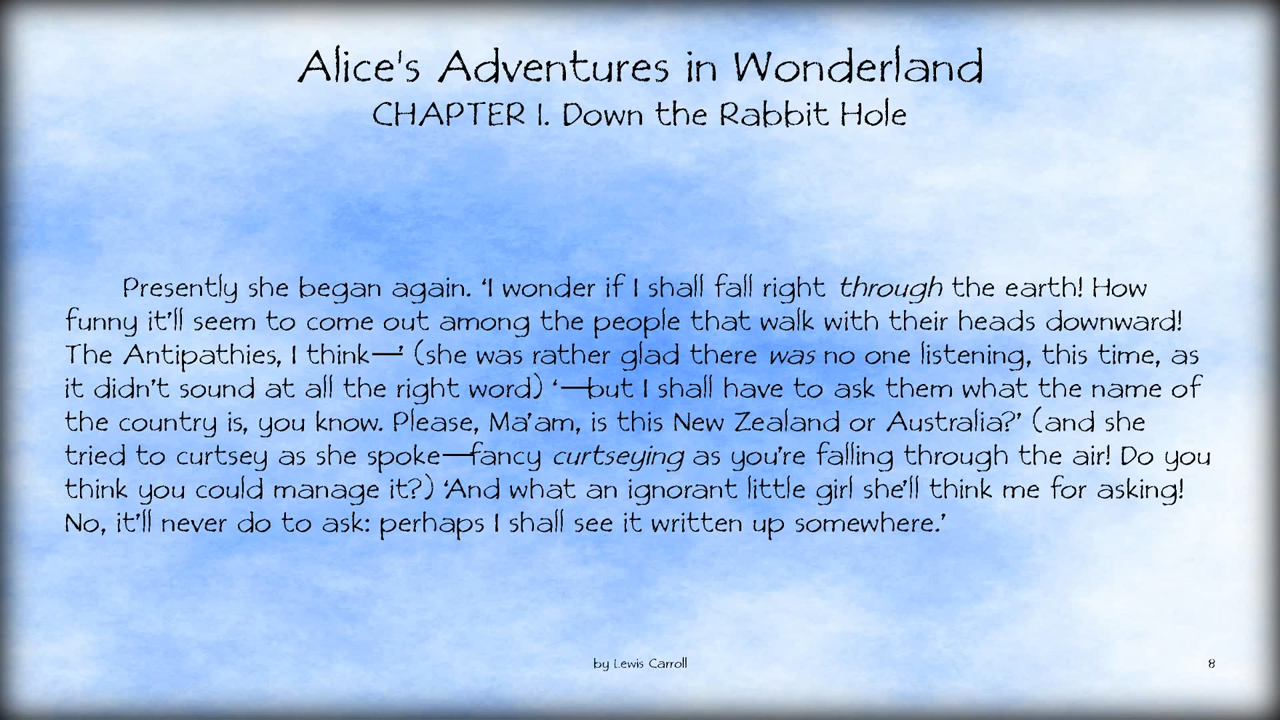 Alice's Adventures in Wonderland
CHAPTER I. Down the Rabbit Hole
Presently she began again. ‘I wonder if I shall fall right through the earth! How
funny it’ll seem to come out among the people that walk with their heads downward!
The Antipathies, I think—’ (she was rather glad there was no one listening, this time, as
it didn’t sound at all the right word) ‘—but I shall have to ask them what the name of
the country is, you know. Please, Ma’am, is this New Zealand or Australia?’ (and she
tried to curtsey as she spoke—fancy curtseying as you’re falling through the air! Do you
think you could manage it?) ‘And what an ignorant little girl she’ll think me for asking!
No, it’ll never do to ask: perhaps I shall see it written up somewhere.’
by Lewis Carroll
8